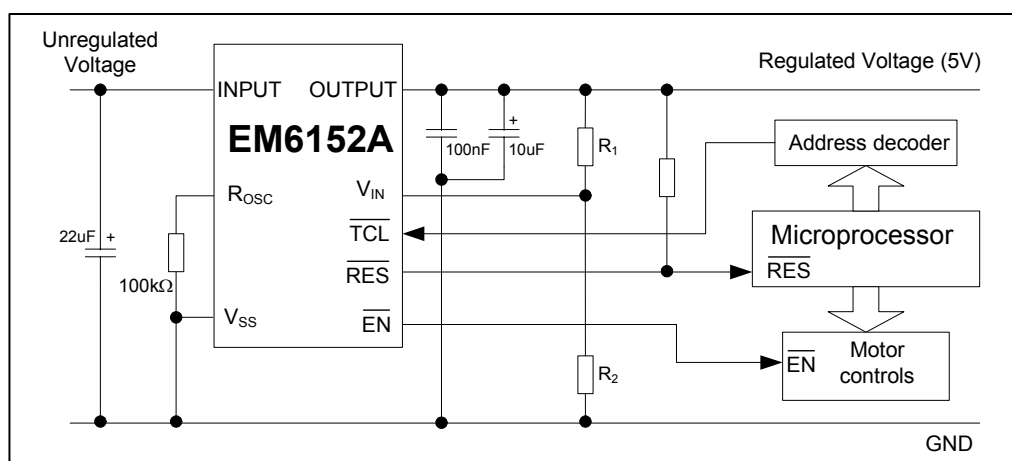 Unregulated
Voltage
Regulated Voltage (5V)
INPUT OUTPUT
EM6152A
100nF
+
10uF
R1
Address decoder
ROSC
VIN
TCL
22uF
+
100kΩ
RES
Microprocessor
RES
VSS
EN
EN
Motor
controls
R2
GND